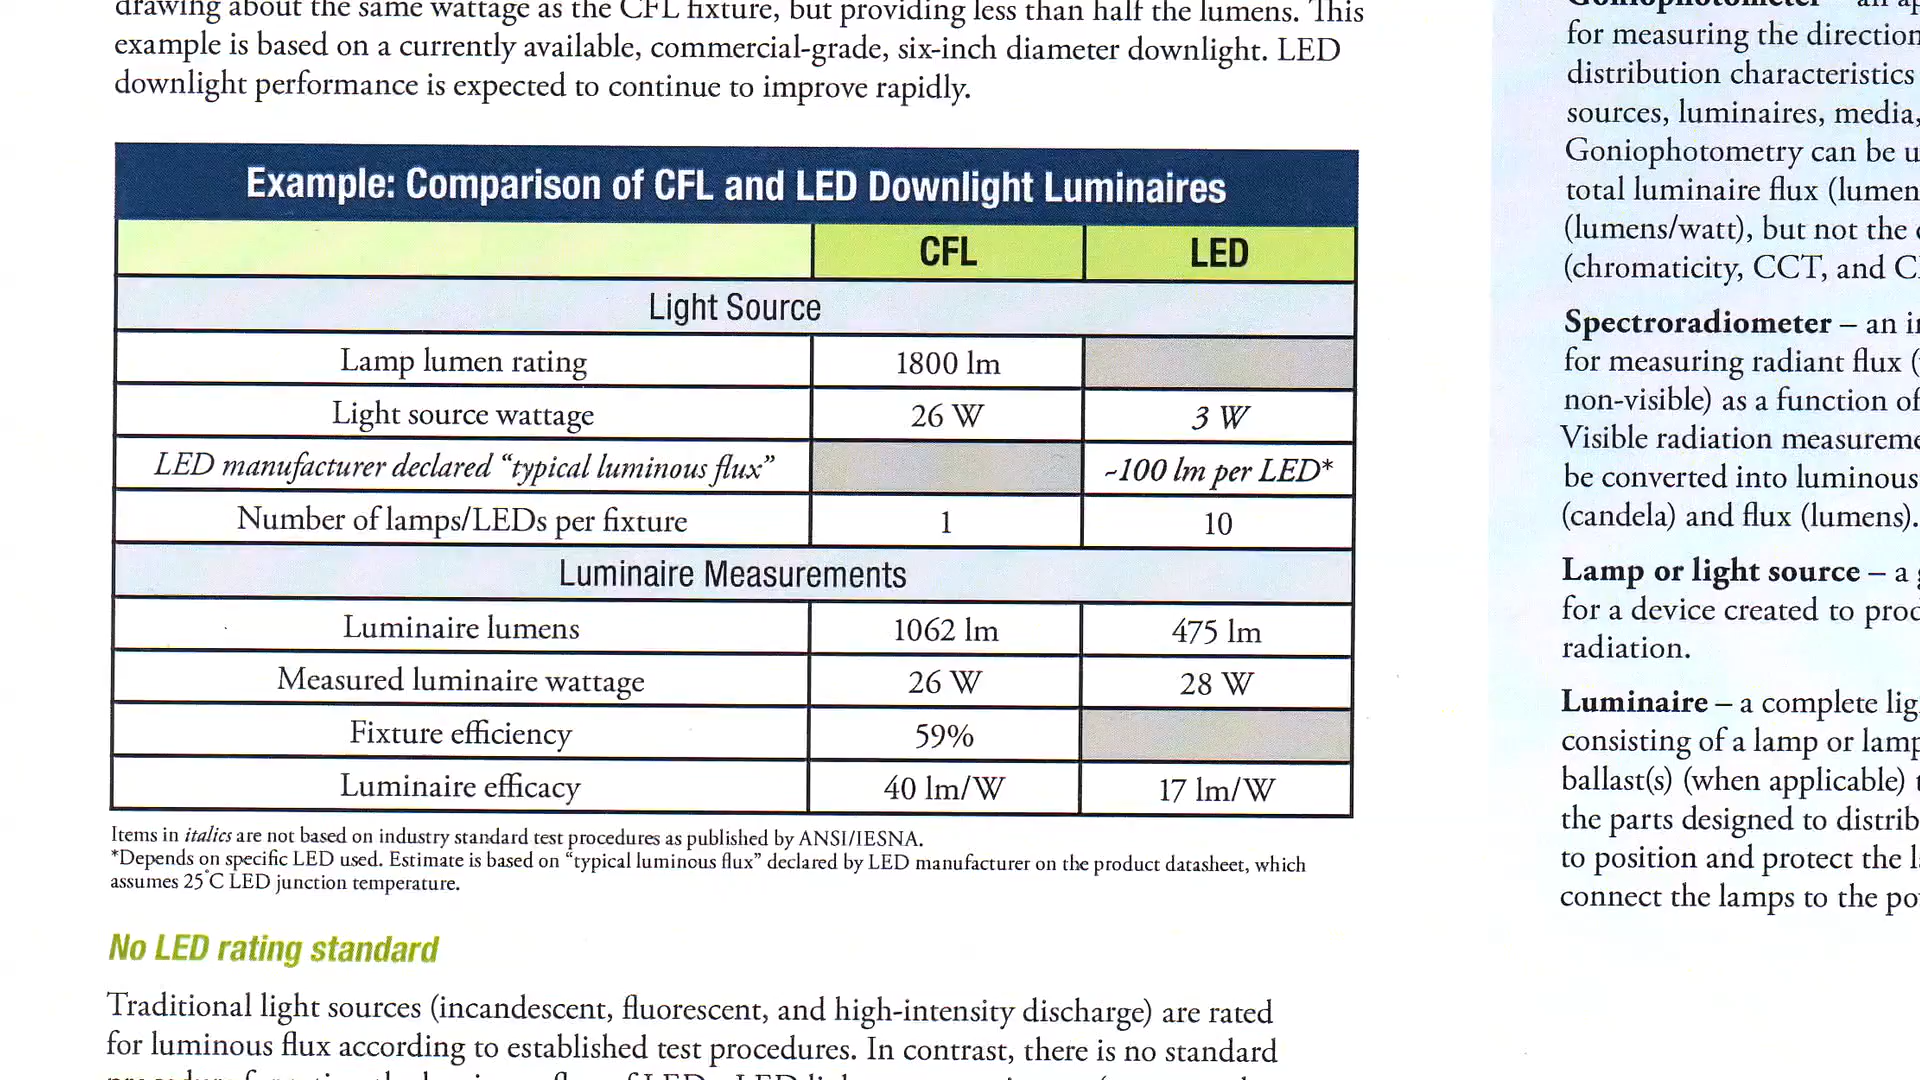 drawing about the same wattage as the CFL fixture, but providing less than half the lumens. This
example is based on a currently available, commercial-grade, six-inch diameter downlight. LED
downlight performance is expected to continue to improve rapidly.
Example: Comparison of CFL and LED Downlight Luminaires
CFL LED
Light Source
Lamp lumen rating 1800 lm
Light source wattage 26 W 3 W
LED manufacturer declared “typical luminous flux” ~100 lm per LED*
Number of lamps/LEDs per fixture 1 10
Luminaire Measurements
Luminaire lumens 1062 lm 475 lm
Measured luminaire wattage 26 W 28 W
Fixture efficiency 59%
Luminaire efficacy 40 lm/W 17 lm/W
Items in italics are not based on industry standard test procedures as published by ANSI/IESNA.
*Depends on specific LED used. Estimate is based on “typical luminous flux” declared by LED manufacturer on the product datasheet, which
assumes 25°C LED junction temperature.
No LED rating standard
Traditional light sources (incandescent, fluorescent, and high-intensity discharge) are rated
for luminous flux according to established test procedures. In contrast, there is no standard
Goniophotometer – an
for measuring the direction
distribution characteristics
sources, luminaires, media,
Goniophotometry can be
total luminaire flux (lumen
(lumens/watt), but not the
(chromaticity, CCT, and
Spectroradiometer – an
for measuring radiant flux (
non-visible) as a function of
Visible radiation
be converted into luminous
(candela) and flux (lumens).
Lamp or light source – a
for a device created to
radiation.
Luminaire – a complete
consisting of a lamp or
ballast(s) (when applicable)
the parts designed to
to position and protect the
connect the lamps to the